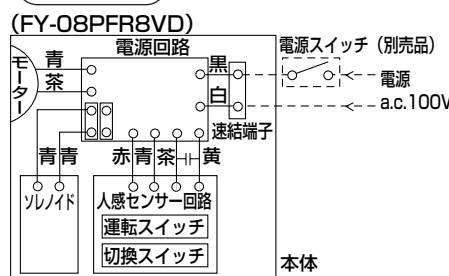 (FY-08PFR8VD)
電源回路
電源スイッチ（別売品）
モーター
青
茶
黒
白
電源
a.c.100V
速結端子
青青
赤青茶
黄
ソレノイド
人感センサー回路
運転スイッチ
切換スイッチ
本体